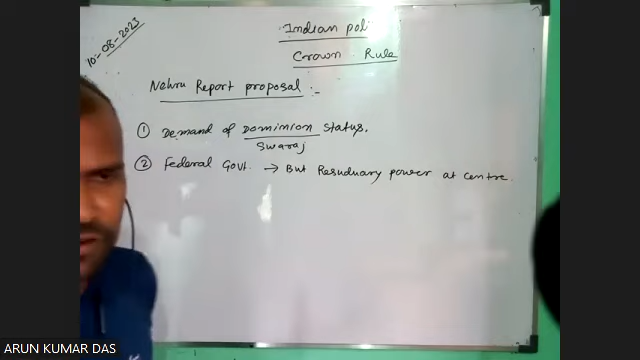 10-08-2023
Indian pol
Crown Rule
Nehru Report proposal :-
① Demand of Dominion Status.
Swaraj
② Federal Govt. → But Resuduary power at centre.
ARUN KUMAR DAS